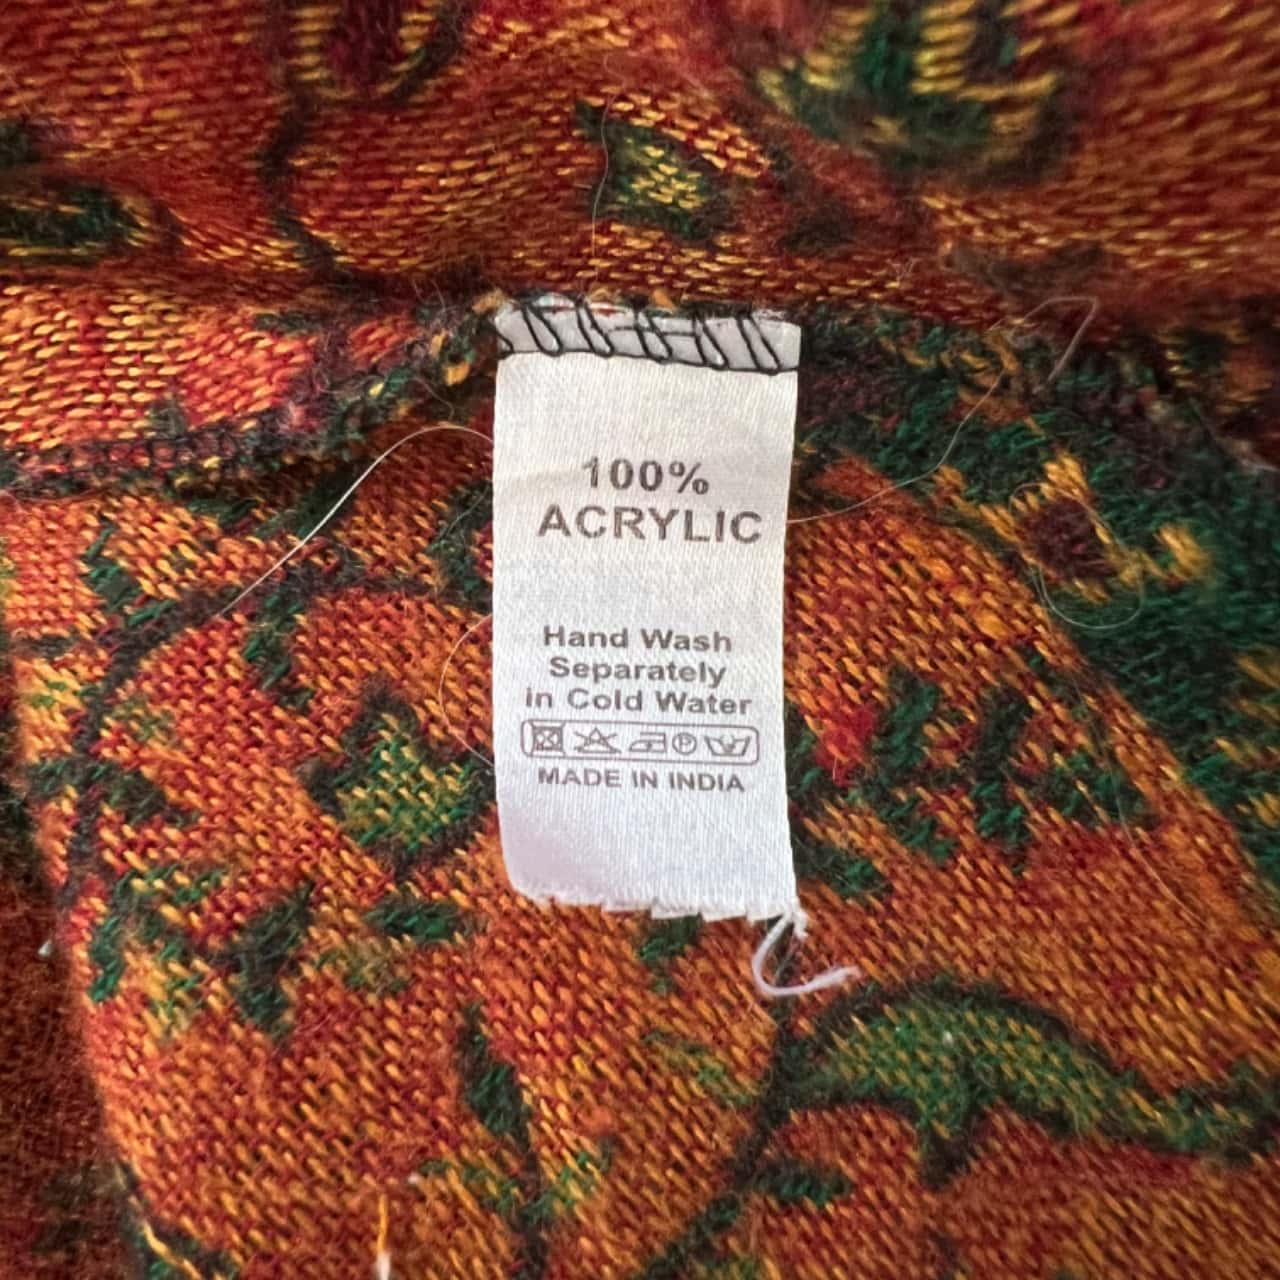 100%
ACRYLIC
Hand Wash
Separately
in Cold Water
P
MADE IN INDIA